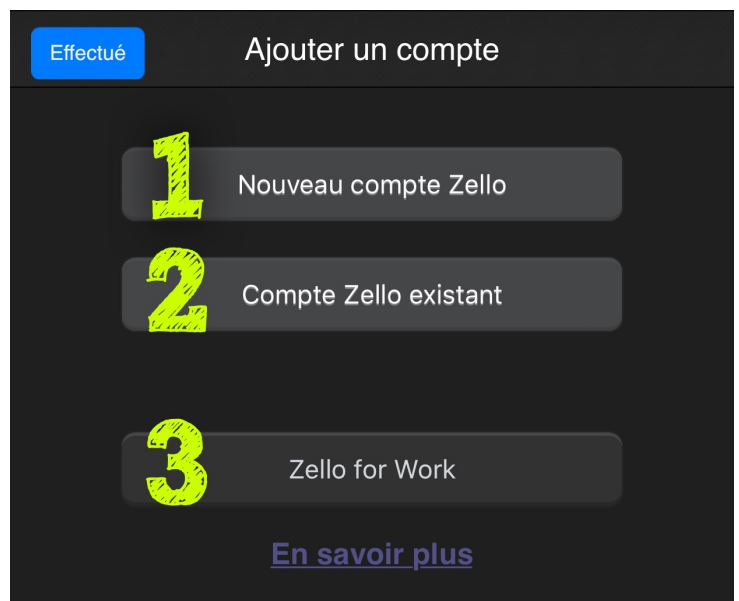 Effectué
Ajouter un compte
1
Nouveau compte Zello
2
Compte Zello existant
3
Zello for Work
En savoir plus